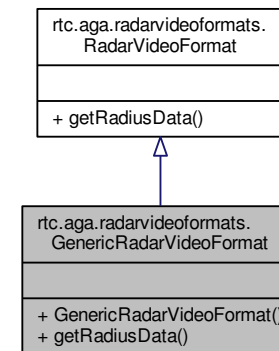 rtc.aga.radarvideoformats.
RadarVideoFormat
+ getRadiusData()
rtc.aga.radarvideoformats.
GenericRadarVideoFormat
+ GenericRadarVideoFormat()
+ getRadiusData()